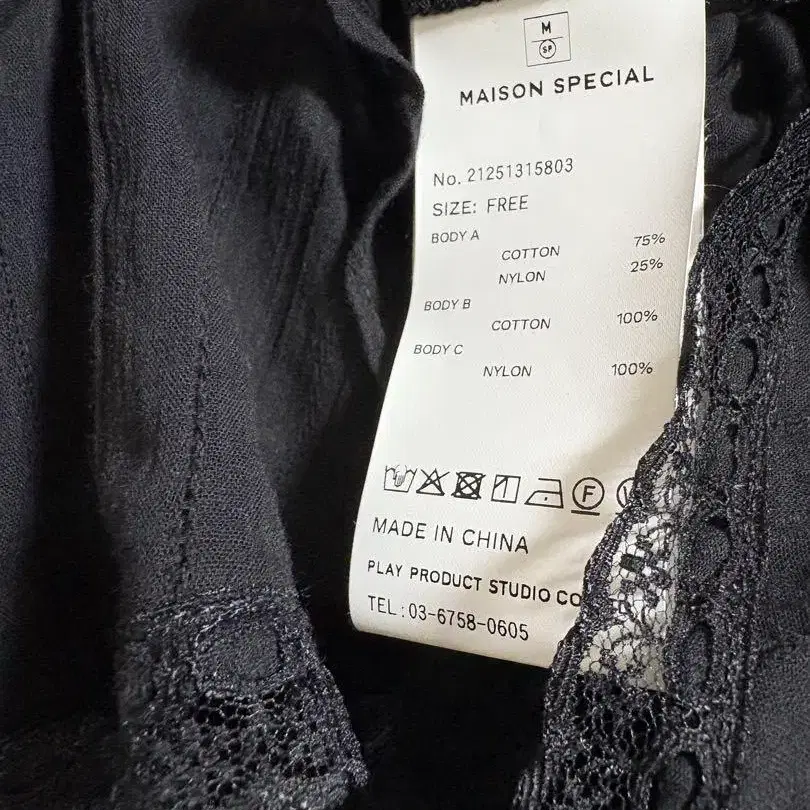 M
SP
MAISON SPECIAL
No. 21251315803
SIZE: FREE
BODY A
COTTON 75%
NYLON 25%
BODY B
COTTON 100%
BODY C
NYLON 100%
F
MADE IN CHINA
PLAY PRODUCT STUDIO CO
TEL:03-6758-0605